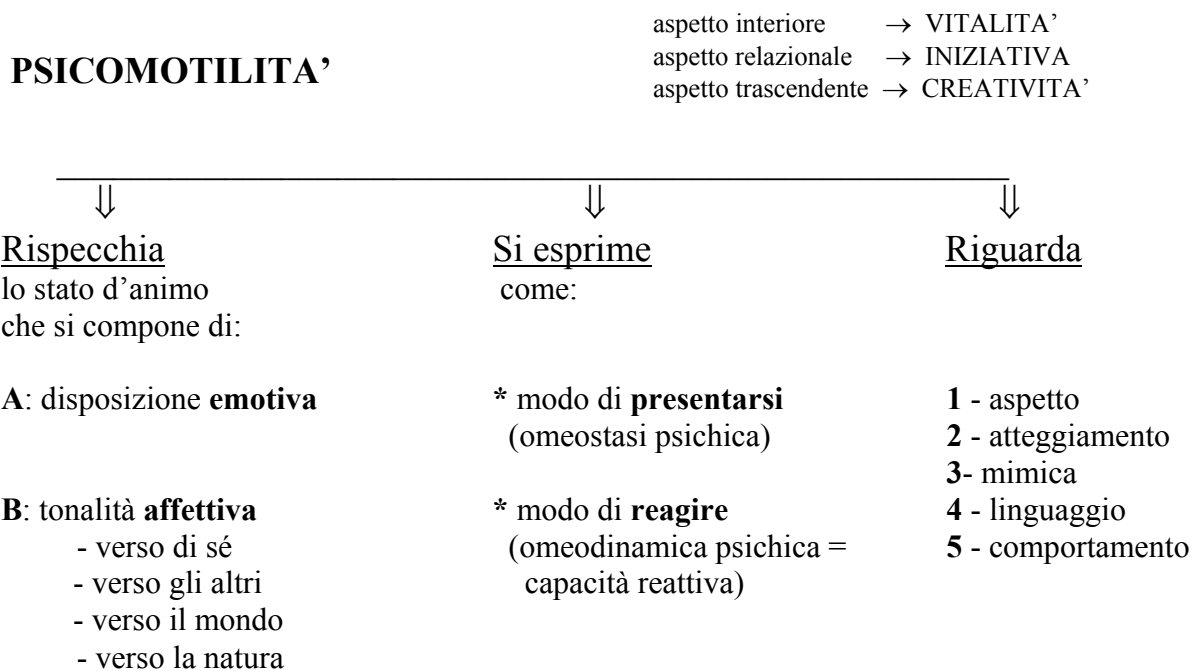 PSICOMOTILITA’
aspetto interiore → VITALITA’
aspetto relazionale → INIZIATIVA
aspetto trascendente → CREATIVITA’
⇓ ⇓ ⇓
Rispecchia
lo stato d’animo
che si compone di:
A: disposizione emotiva
B: tonalità affettiva
- verso di sé
- verso gli altri
- verso il mondo
- verso la natura
Si esprime
come:
* modo di presentarsi
(omeostasi psichica)
* modo di reagire
(omeodinamica psichica =
capacità reattiva)
Riguarda
1 - aspetto
2 - atteggiamento
3- mimica
4 - linguaggio
5 - comportamento